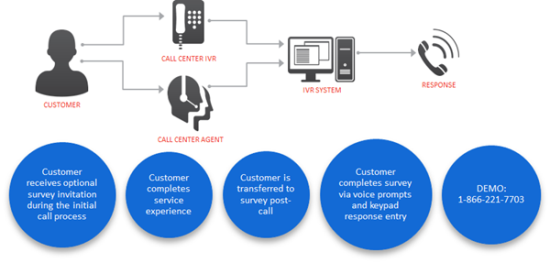 CALL CENTER IVR
CUSTOMER
IVR SYSTEM
RESPONSE
CALL CENTER AGENT
Customer
receives optional
survey invitation
during the initial
call process
Customer
completes
service
experience
Customer is
transferred to
survey post-
call
Customer
completes survey
via voice prompts
and keypad
response entry
DEMO:
1-866-221-7703